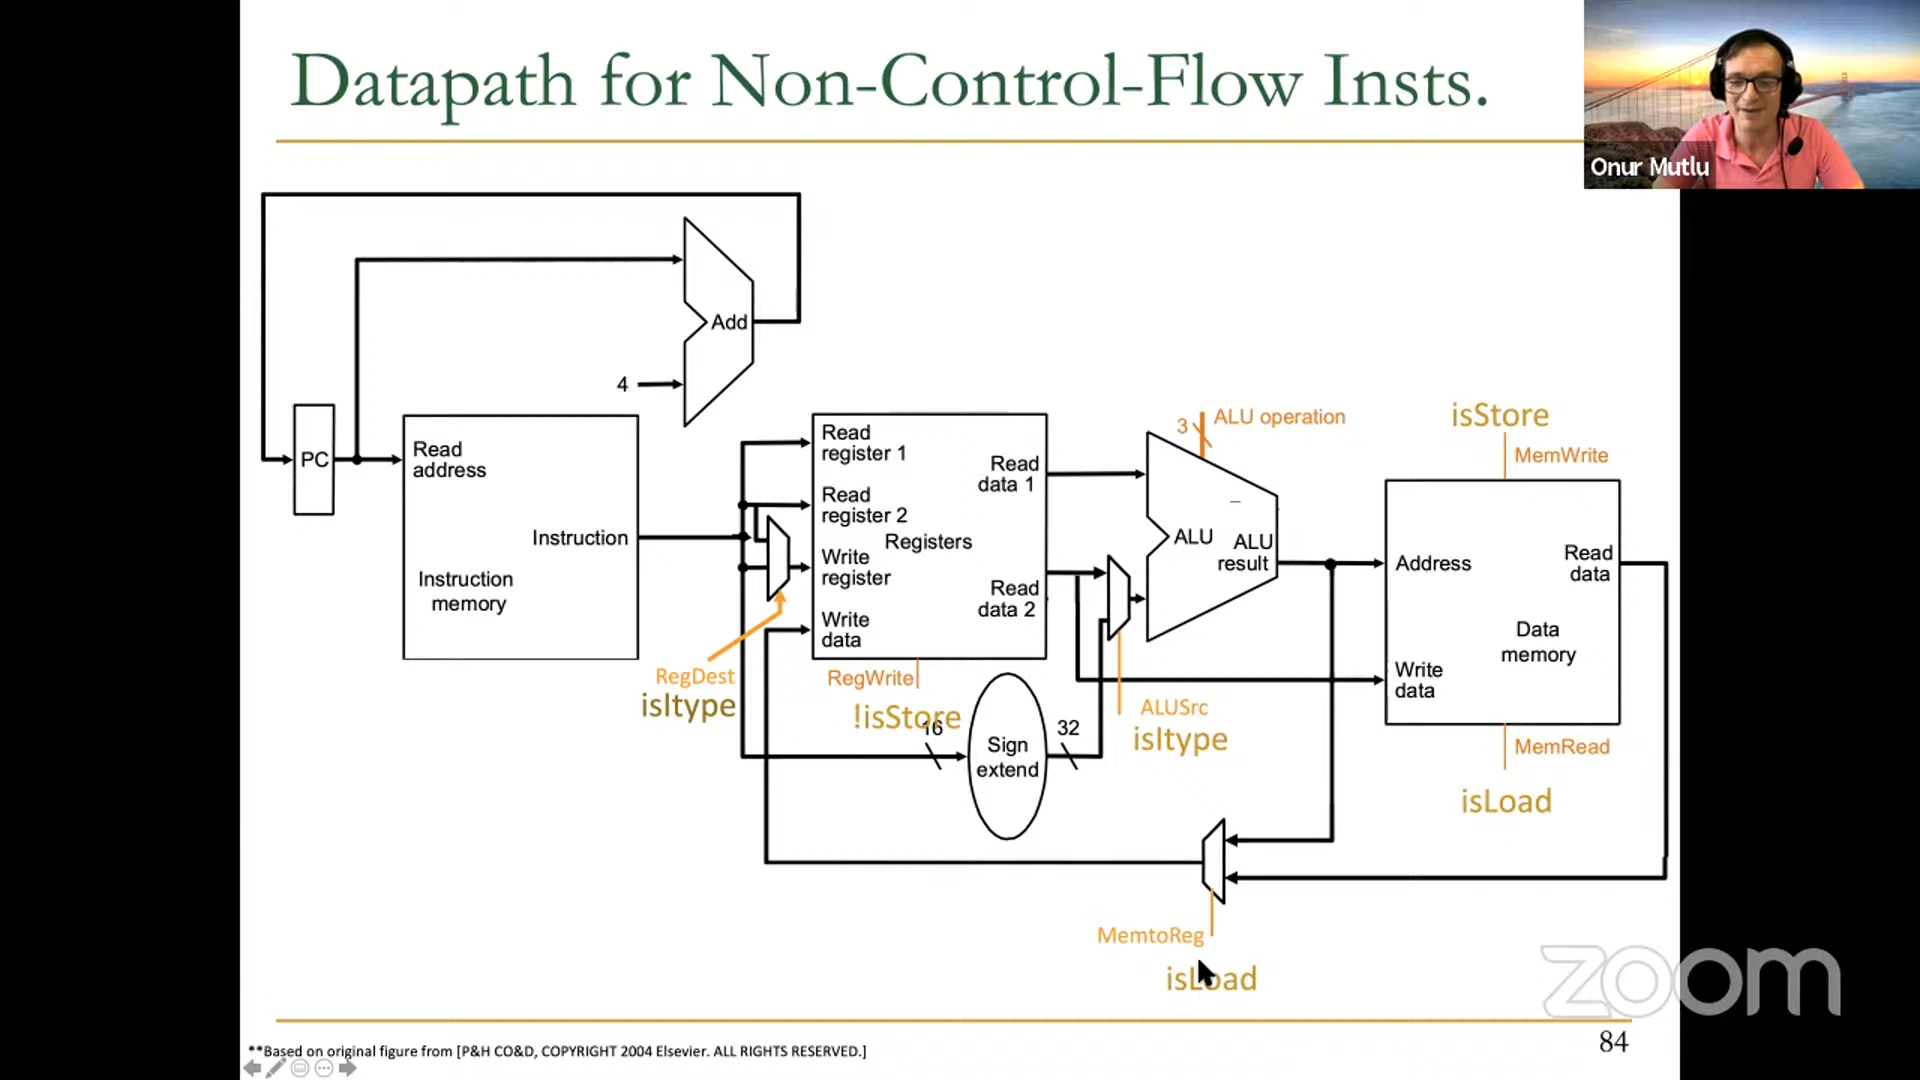 Datapath for Non-Control-Flow Insts.
Onur Mutlu
Add
4
PC
Read
address
Instruction
Instruction
memory
Read
register 1
Read
register 2
Registers
Write
register
Write
data
Read
data 1
Read
data 2
RegDest
isItype
RegWrite
!isStore
16
Sign
extend
32
ALUSrc
isItype
3
ALU operation
ALU
ALU
result
isStore
MemWrite
Address
Read
data
Data
memory
Write
data
MemRead
isLoad
MemtoReg
isLoad
zoom
**Based on original figure from [P&H CO&D, COPYRIGHT 2004 Elsevier. ALL RIGHTS RESERVED.]
84